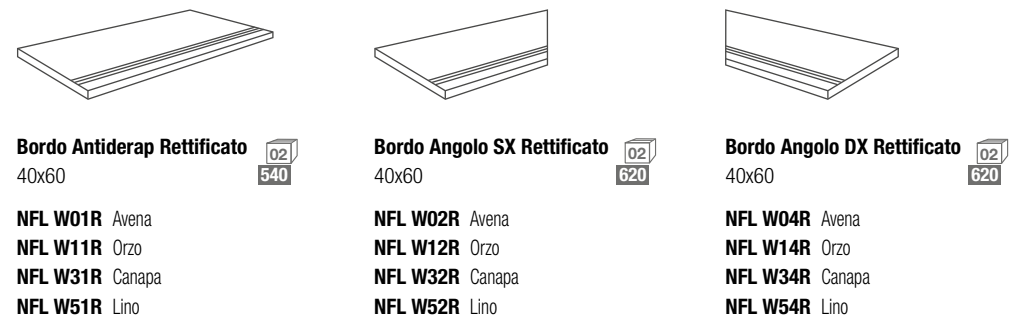 Bordo Antiderap Rettificato 02
40x60 540
NFL W01R Avena
NFL W11R Orzo
NFL W31R Canapa
NFL W51R Lino
Bordo Angolo SX Rettificato 02
40x60 620
NFL W02R Avena
NFL W12R Orzo
NFL W32R Canapa
NFL W52R Lino
Bordo Angolo DX Rettificato 02
40x60 620
NFL W04R Avena
NFL W14R Orzo
NFL W34R Canapa
NFL W54R Lino